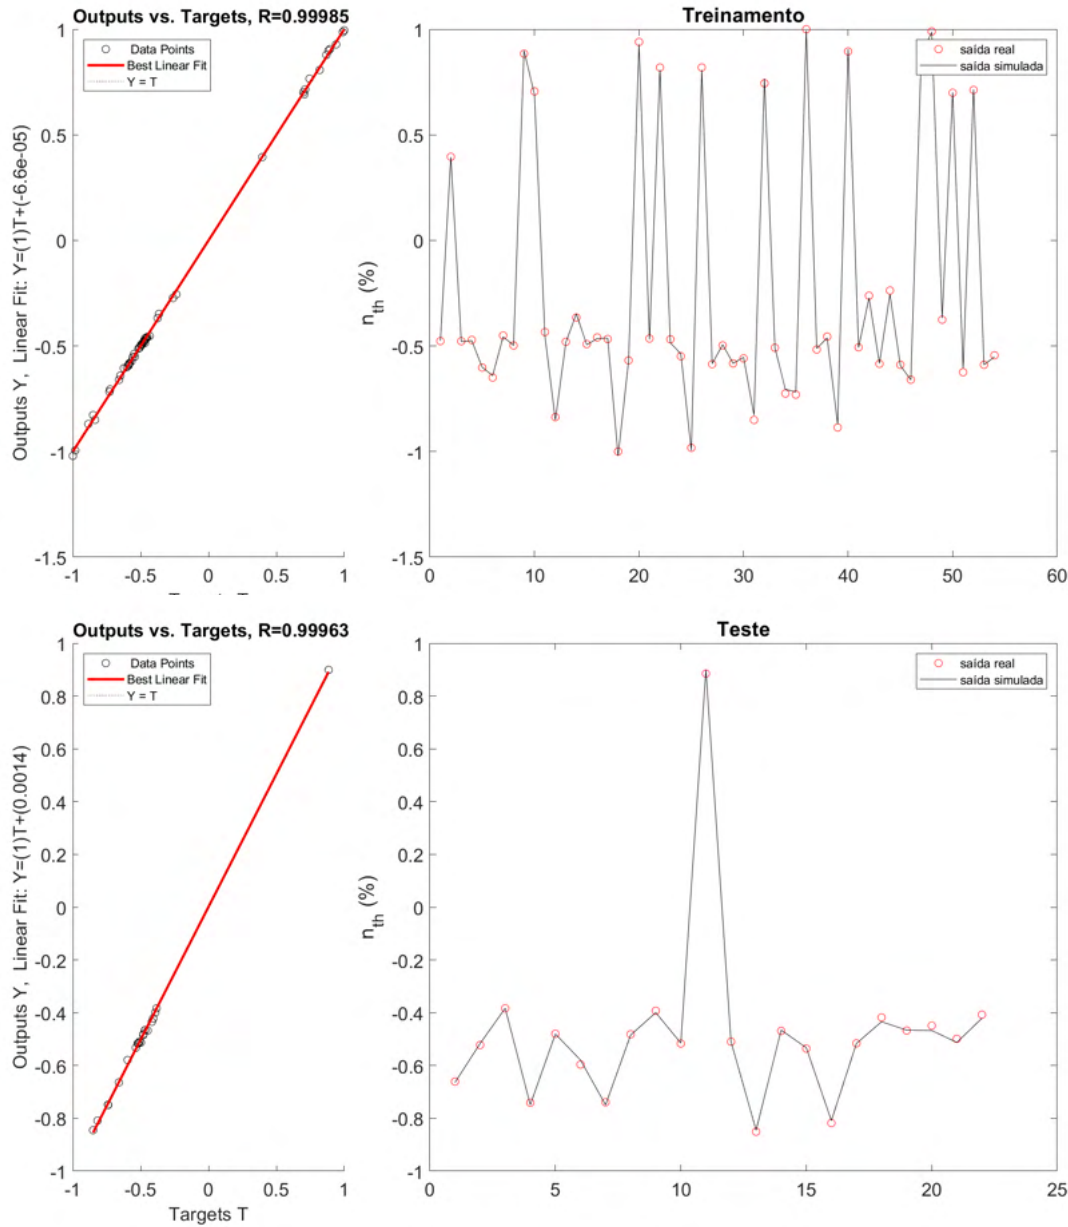 Outputs vs. Targets, R=0.99985
Data Points
Best Linear Fit
Y = T
Outputs Y, Linear Fit: Y=(1)T+(-6.6e-05)
1
0.5
0
-0.5
-1
-1.5
-1 -0.5 0 0.5 1
Targets T
Treinamento
saída real
saída simulada
n_th (%)
1
0.5
0
-0.5
-1
-1.5
0 10 20 30 40 50 60
Outputs vs. Targets, R=0.99963
Data Points
Best Linear Fit
Y = T
Outputs Y, Linear Fit: Y=(1)T+(0.0014)
1
0.8
0.6
0.4
0.2
0
-0.2
-0.4
-0.6
-0.8
-1
-1 -0.5 0 0.5 1
Targets T
Teste
saída real
saída simulada
n_th (%)
1
0.8
0.6
0.4
0.2
0
-0.2
-0.4
-0.6
-0.8
-1
0 5 10 15 20 25